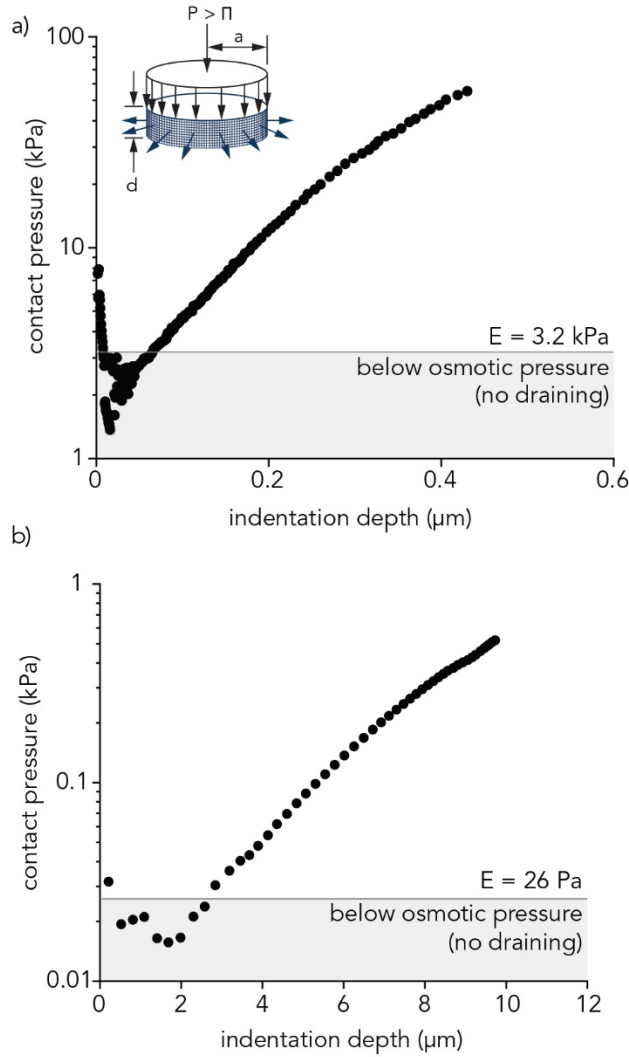 a)
P > Π
a
d
100
10
1
contact pressure (kPa)
E = 3.2 kPa
below osmotic pressure
(no draining)
0
0.2
0.4
0.6
indentation depth (µm)
b)
1
0.1
0.01
contact pressure (kPa)
E = 26 Pa
below osmotic pressure
(no draining)
0
2
4
6
8
10
12
indentation depth (µm)